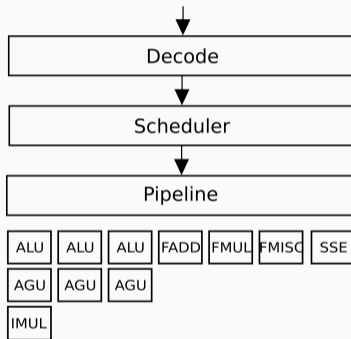 Decode
Scheduler
Pipeline
ALU ALU ALU FADD FMUL FMISC SSE
AGU AGU AGU
IMUL